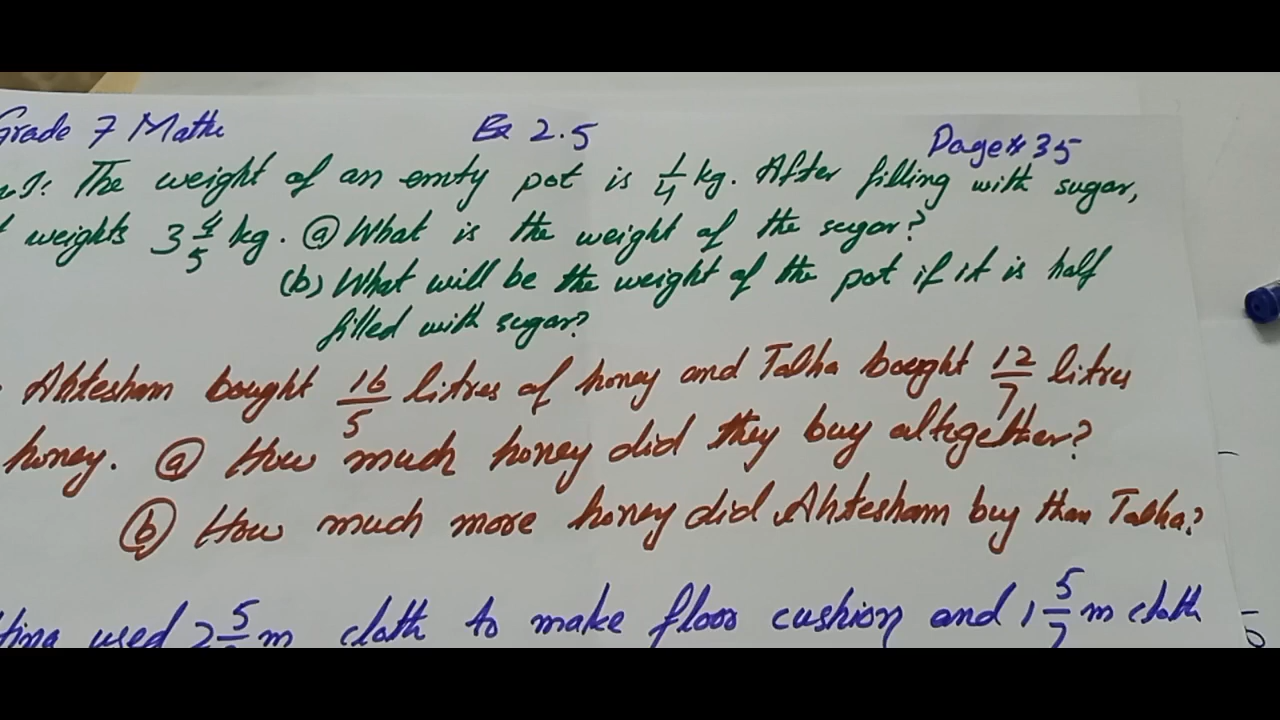 Grade 7 Maths Ex 2.5 Page# 35
The weight of an emty pot is 1/4 kg. After filling with sugar,
weights 3 4/5 kg. (a) What is the weight of the sugar?
(b) What will be the weight of the pot if it is half
filled with sugar?
Ahtesham bought 16/5 litres of honey and Talha bought 12/7 litres
honey. (a) How much honey did they buy altogether?
(b) How much more honey did Ahtesham buy than Talha?
used 2 5/ m cloth to make floor cushion and 1 5/7 m cloth